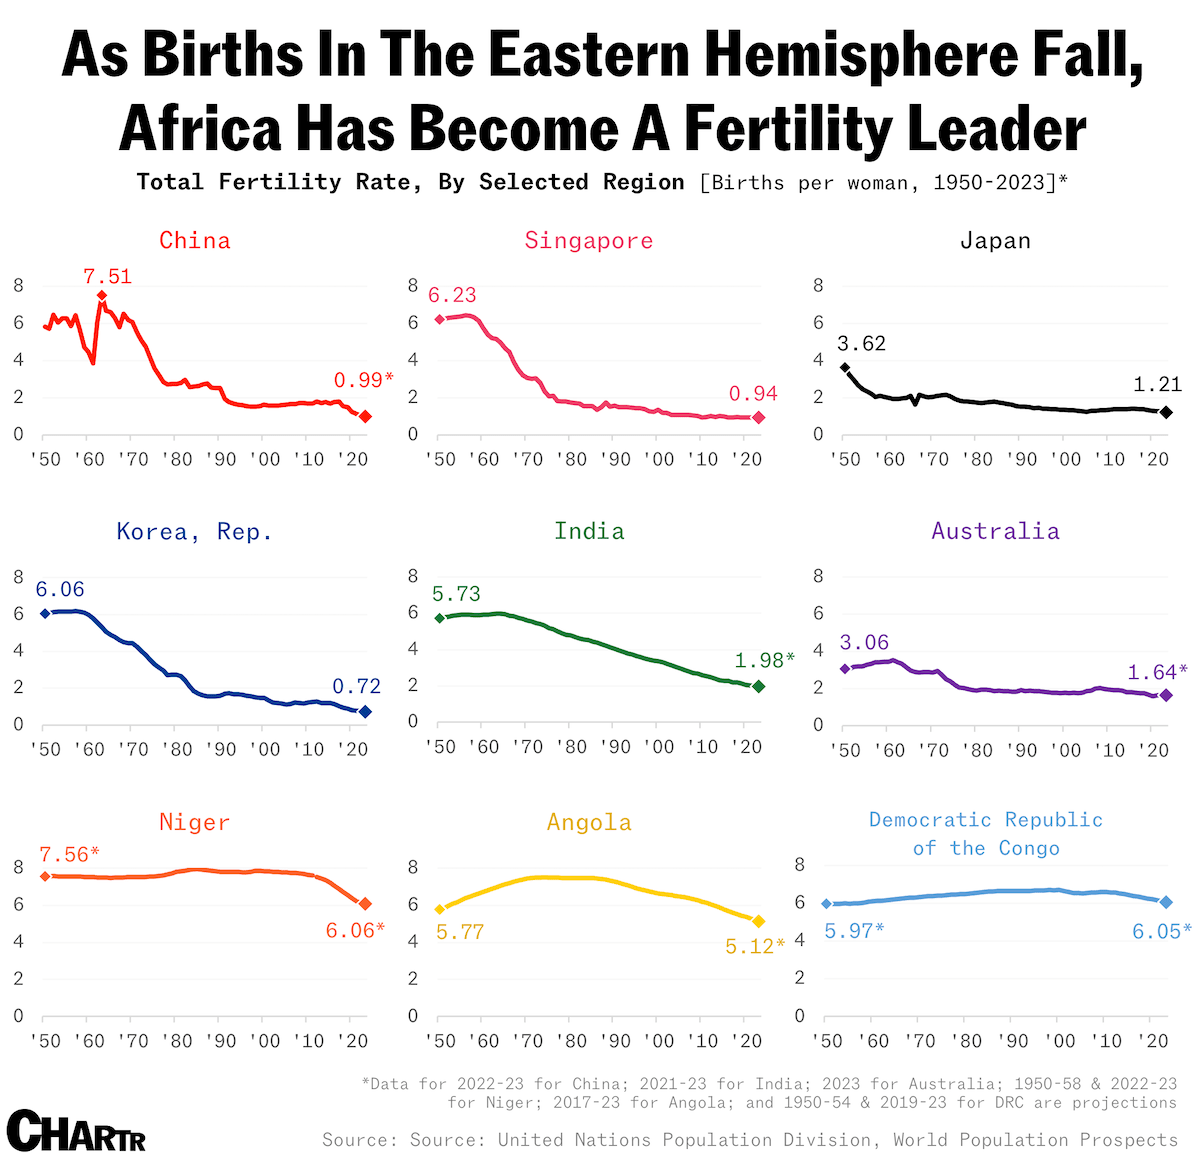 As Births In The Eastern Hemisphere Fall,
Africa Has Become A Fertility Leader
Total Fertility Rate, By Selected Region [Births per woman, 1950-2023]*
China
8
6
4
2
0
7.51
0.99*
'50 '60 '70 '80 '90 '00 '10 '20
Singapore
8
6
4
2
0
6.23
0.94
'50 '60 '70 '80 '90 '00 '10 '20
Japan
8
6
4
2
0
3.62
1.21
'50 '60 '70 '80 '90 '00 '10 '20
Korea, Rep.
8
6
4
2
0
6.06
0.72
'50 '60 '70 '80 '90 '00 '10 '20
India
8
6
4
2
0
5.73
1.98*
'50 '60 '70 '80 '90 '00 '10 '20
Australia
8
6
4
2
0
3.06
1.64*
'50 '60 '70 '80 '90 '00 '10 '20
Niger
8
6
4
2
0
7.56*
6.06*
'50 '60 '70 '80 '90 '00 '10 '20
Angola
8
6
4
2
0
5.77
5.12*
'50 '60 '70 '80 '90 '00 '10 '20
Democratic Republic
of the Congo
8
6
4
2
0
5.97*
6.05*
'50 '60 '70 '80 '90 '00 '10 '20
*Data for 2022-23 for China; 2021-23 for India; 2023 for Australia; 1950-58 & 2022-23
for Niger; 2017-23 for Angola; and 1950-54 & 2019-23 for DRC are projections
CHARTR
Source: Source: United Nations Population Division, World Population Prospects